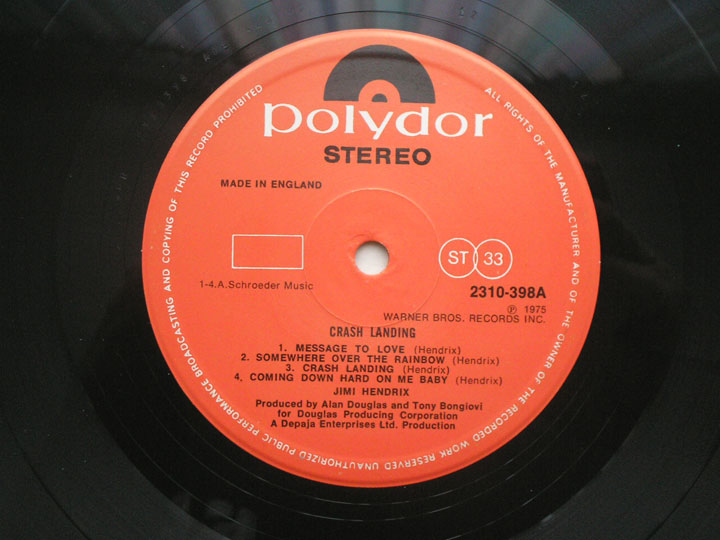 polydor
STEREO
MADE IN ENGLAND
ST 33
1-4.A.Schroeder Music
2310-398A
℗ 1975
WARNER BROS. RECORDS INC.
CRASH LANDING
1. MESSAGE TO LOVE (Hendrix)
2. SOMEWHERE OVER THE RAINBOW (Hendrix)
3. CRASH LANDING (Hendrix)
4. COMING DOWN HARD ON ME BABY (Hendrix)
JIMI HENDRIX
Produced by Alan Douglas and Tony Bongiovi
for Douglas Producing Corporation
A Depaja Enterprises Ltd. Production
ALL RIGHTS OF THE MANUFACTURER AND OF THE OWNER OF THE RECORDED WORK RESERVED UNAUTHORIZED PUBLIC PERFORMANCE BROADCASTING AND COPYING OF THIS RECORD PROHIBITED